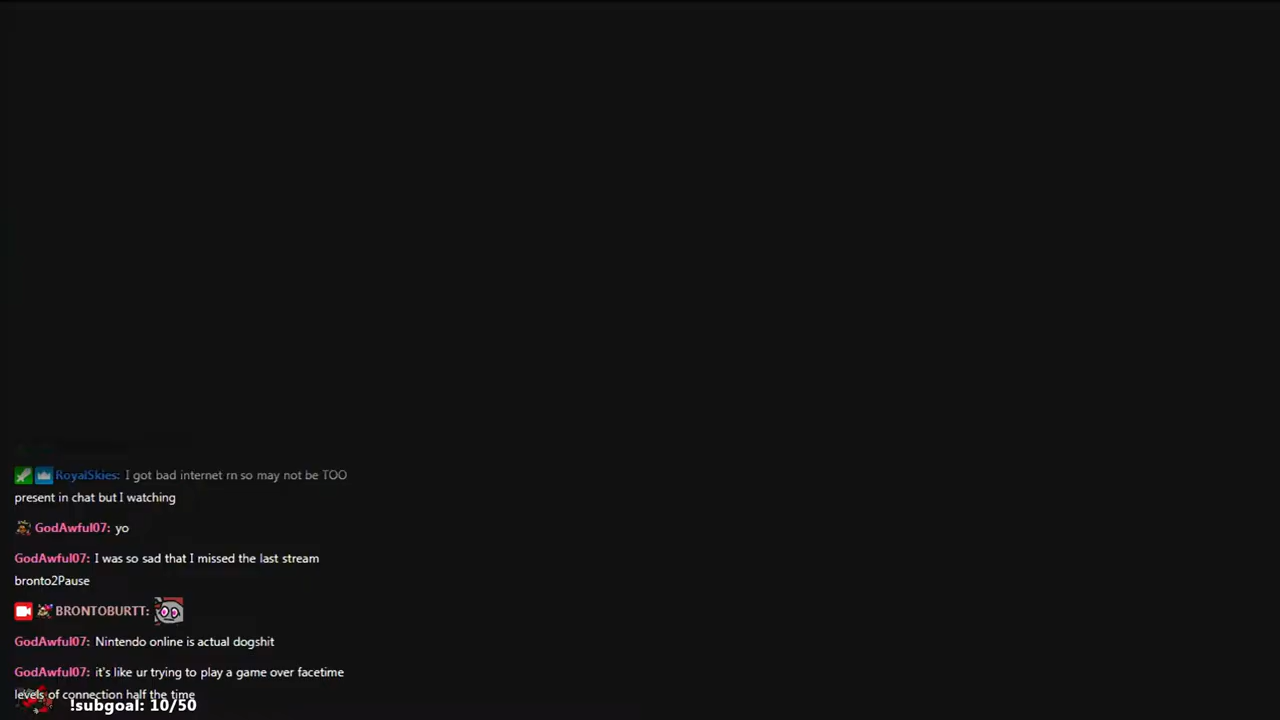 RoyalSkies: I got bad internet rn so may not be TOO
present in chat but I watching
GodAwful07: yo
GodAwful07: I was so sad that I missed the last stream
bronto2Pause
BRONTOBURTT:
GodAwful07: Nintendo online is actual dogshit
GodAwful07: it's like ur trying to play a game over facetime
levels of connection half the time
!subgoal: 10/50